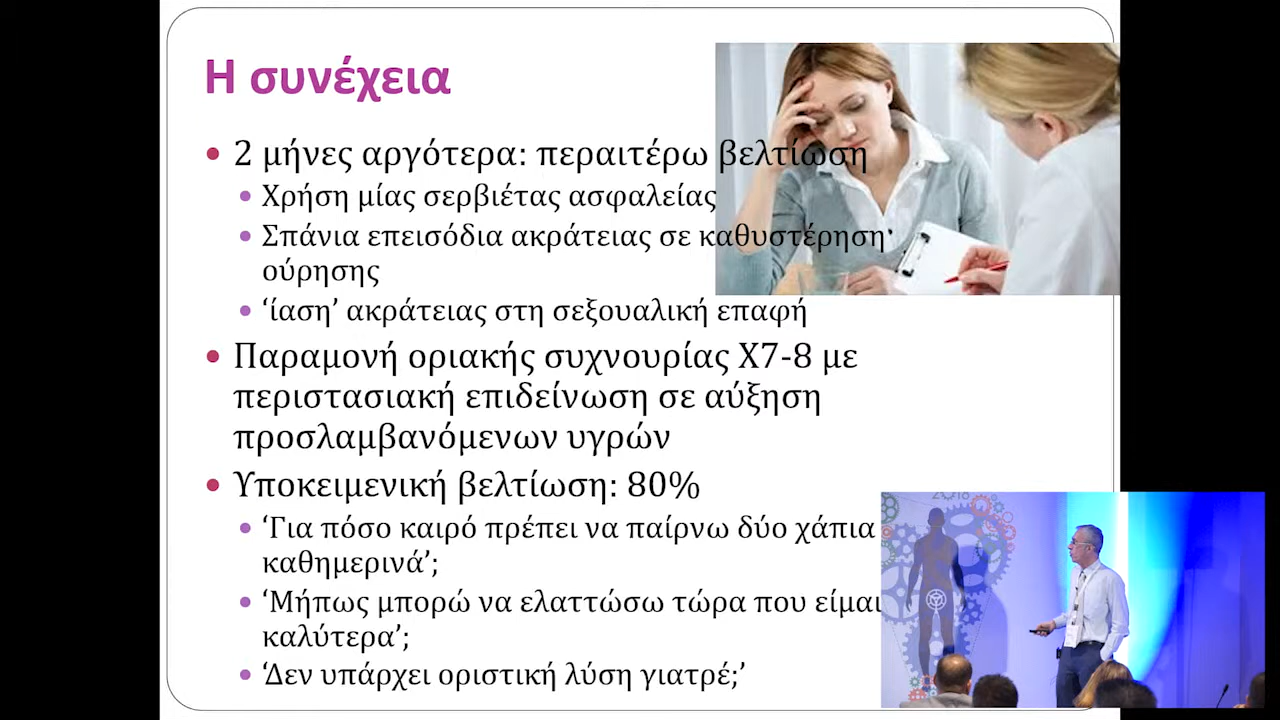 Η συνέχεια
• 2 μήνες αργότερα: περαιτέρω βελτίωση
• Χρήση μίας σερβιέτας ασφαλείας
• Σπάνια επεισόδια ακράτειας σε καθυστέρηση
ούρησης
• ‘ίαση’ ακράτειας στη σεξουαλική επαφή
• Παραμονή οριακής συχνουρίας Χ7-8 με
περιστασιακή επιδείνωση σε αύξηση
προσλαμβανόμενων υγρών
• Υποκειμενική βελτίωση: 80%
• ‘Για πόσο καιρό πρέπει να παίρνω δύο χάπια
καθημερινά’;
• ‘Μήπως μπορώ να ελαττώσω τώρα που είμαι
καλύτερα’;
• ‘Δεν υπάρχει οριστική λύση γιατρέ;’
2018